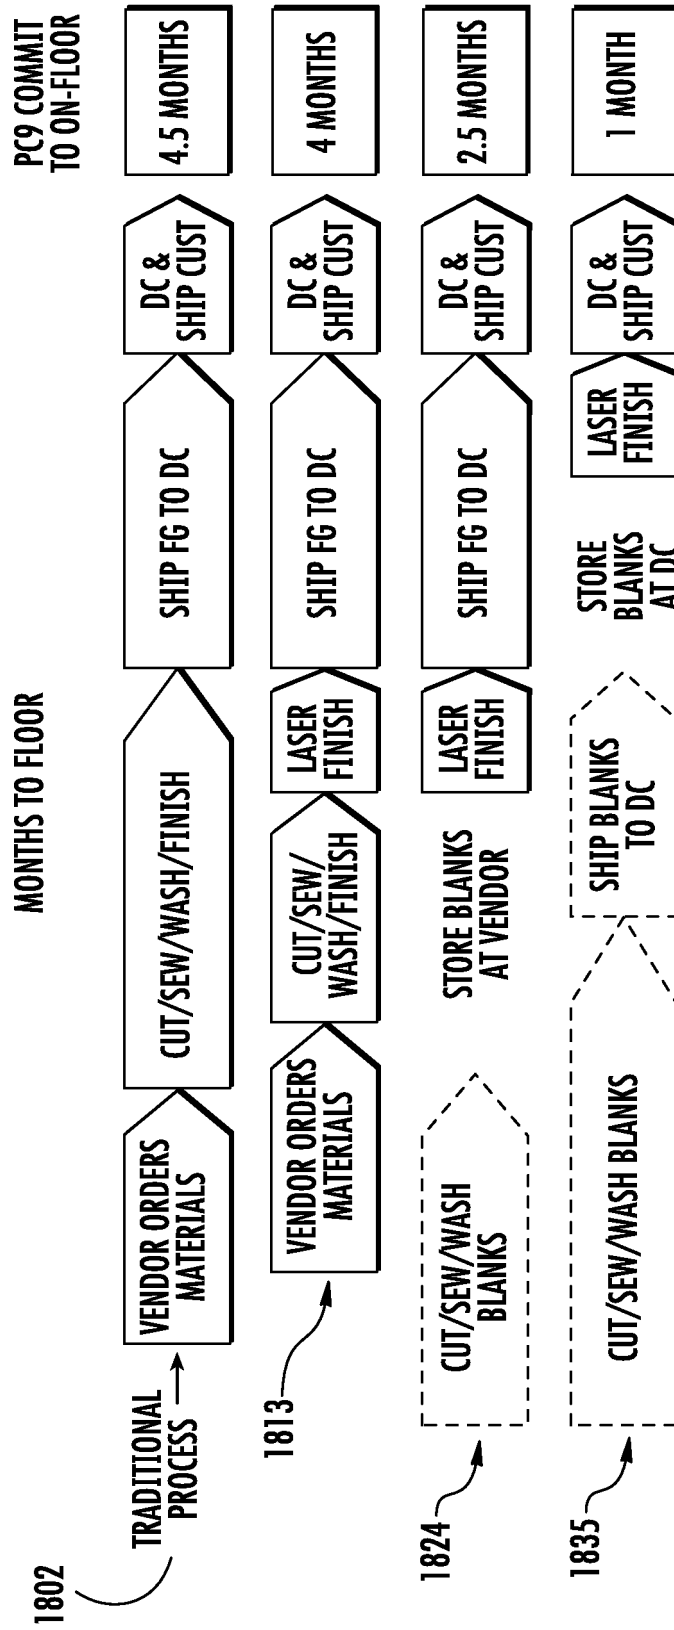 MONTHS TO FLOOR
PC9 COMMIT
TO ON-FLOOR
1802
TRADITIONAL
PROCESS
VENDOR ORDERS
MATERIALS
CUT/SEW/WASH/FINISH
SHIP FG TO DC
DC &
SHIP CUST
4.5 MONTHS
1813
VENDOR ORDERS
MATERIALS
CUT/SEW/
WASH/FINISH
LASER
FINISH
SHIP FG TO DC
DC &
SHIP CUST
4 MONTHS
1824
CUT/SEW/WASH
BLANKS
STORE BLANKS
AT VENDOR
LASER
FINISH
SHIP FG TO DC
DC &
SHIP CUST
2.5 MONTHS
1835
CUT/SEW/WASH BLANKS
SHIP BLANKS
TO DC
STORE
BLANKS
AT DC
LASER
FINISH
DC &
SHIP CUST
1 MONTH